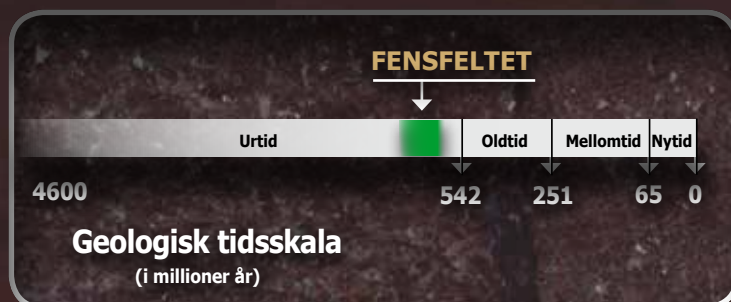 FENSFELTET
Urtid Oldtid Mellomtid Nytid
4600 542 251 65 0
Geologisk tidsskala
(i millioner år)